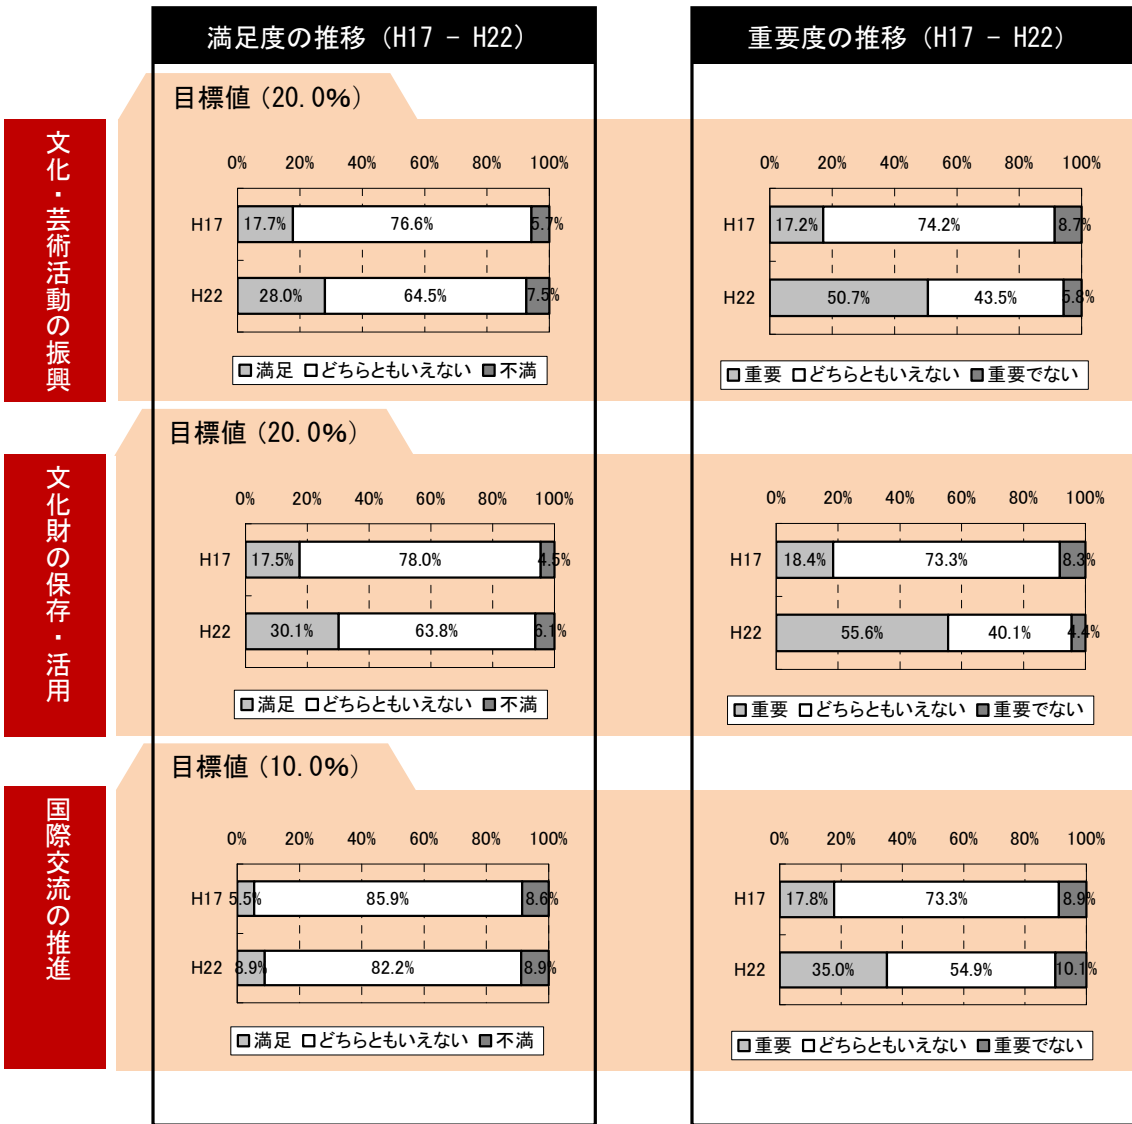 満足度の推移（H17 － H22）
重要度の推移（H17 － H22）
文化・芸術活動の振興
目標値（20.0%）
0% 20% 40% 60% 80% 100%
H17 17.7% 76.6% 5.7%
H22 28.0% 64.5% 7.5%
満足 どちらともいえない 不満
0% 20% 40% 60% 80% 100%
H17 17.2% 74.2% 8.7%
H22 50.7% 43.5% 5.8%
重要 どちらともいえない 重要でない
文化財の保存・活用
目標値（20.0%）
0% 20% 40% 60% 80% 100%
H17 17.5% 78.0% 4.5%
H22 30.1% 63.8% 6.1%
満足 どちらともいえない 不満
0% 20% 40% 60% 80% 100%
H17 18.4% 73.3% 8.3%
H22 55.6% 40.1% 4.4%
重要 どちらともいえない 重要でない
国際交流の推進
目標値（10.0%）
0% 20% 40% 60% 80% 100%
H17 5.5% 85.9% 8.6%
H22 8.9% 82.2% 8.9%
満足 どちらともいえない 不満
0% 20% 40% 60% 80% 100%
H17 17.8% 73.3% 8.9%
H22 35.0% 54.9% 10.1%
重要 どちらともいえない 重要でない